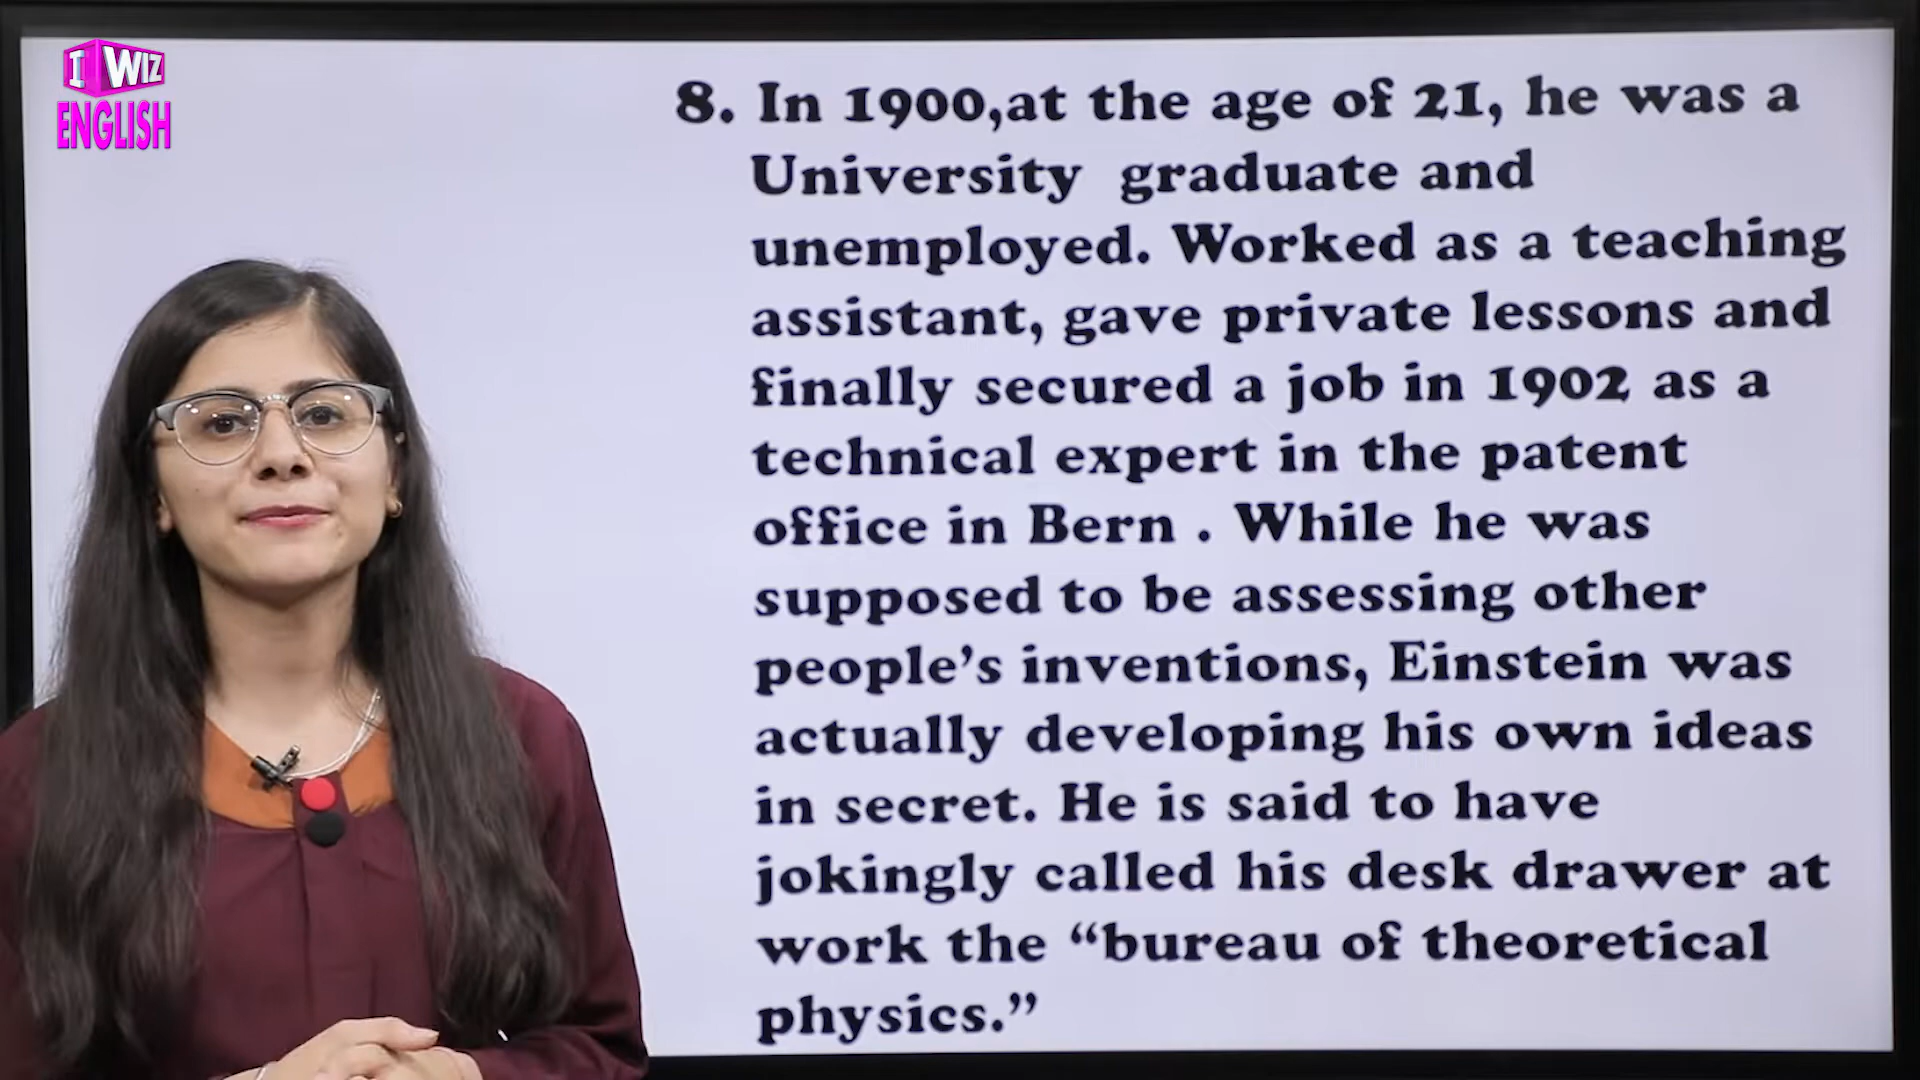 I WIZ
ENGLISH
8. In 1900,at the age of 21, he was a
University graduate and
unemployed. Worked as a teaching
assistant, gave private lessons and
finally secured a job in 1902 as a
technical expert in the patent
office in Bern . While he was
supposed to be assessing other
people’s inventions, Einstein was
actually developing his own ideas
in secret. He is said to have
jokingly called his desk drawer at
work the “bureau of theoretical
physics.”